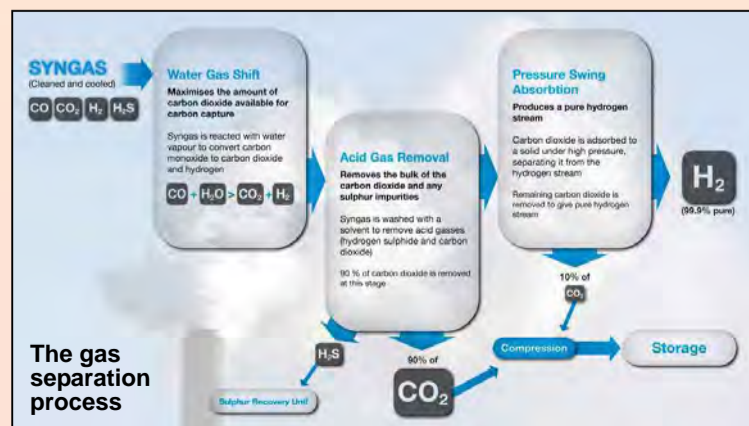 SYNGAS
(Cleaned and cooled)
CO CO₂ H₂ H₂S
Water Gas Shift
Maximises the amount of
carbon dioxide available for
carbon capture
Syngas is reacted with water
vapour to convert carbon
monoxide to carbon dioxide
and hydrogen
CO + H₂O > CO₂ + H₂
Acid Gas Removal
Removes the bulk of the
carbon dioxide and any
sulphur impurities
Syngas is washed with a
solvent to remove acid gasses
(hydrogen sulphide and carbon
dioxide)
90 % of carbon dioxide is removed
at this stage
Pressure Swing
Absorbtion
Produces a pure hydrogen
stream
Carbon dioxide is adsorbed to
a solid under high pressure,
separating it from the
hydrogen stream
Remaining carbon dioxide is
removed to give pure hydrogen
stream
H₂
(99.9% pure)
10% of
CO₂
H₂S
90% of
CO₂
Compression
Storage
Sulphur Recovery Unit
The gas
separation
process